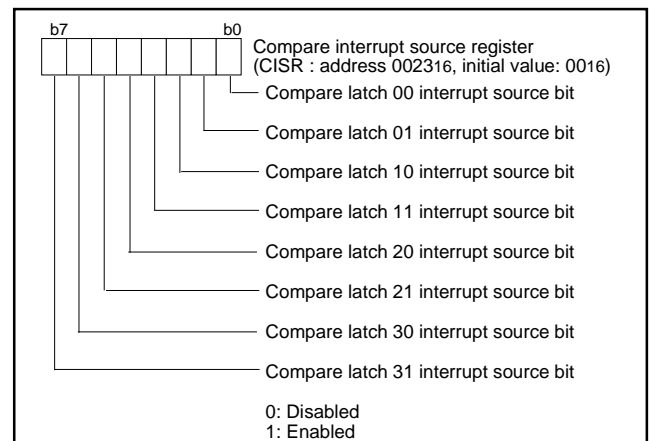 b7 b0
Compare interrupt source register
(CISR : address 002316, initial value: 0016)
Compare latch 00 interrupt source bit
Compare latch 01 interrupt source bit
Compare latch 10 interrupt source bit
Compare latch 11 interrupt source bit
Compare latch 20 interrupt source bit
Compare latch 21 interrupt source bit
Compare latch 30 interrupt source bit
Compare latch 31 interrupt source bit
0: Disabled
1: Enabled